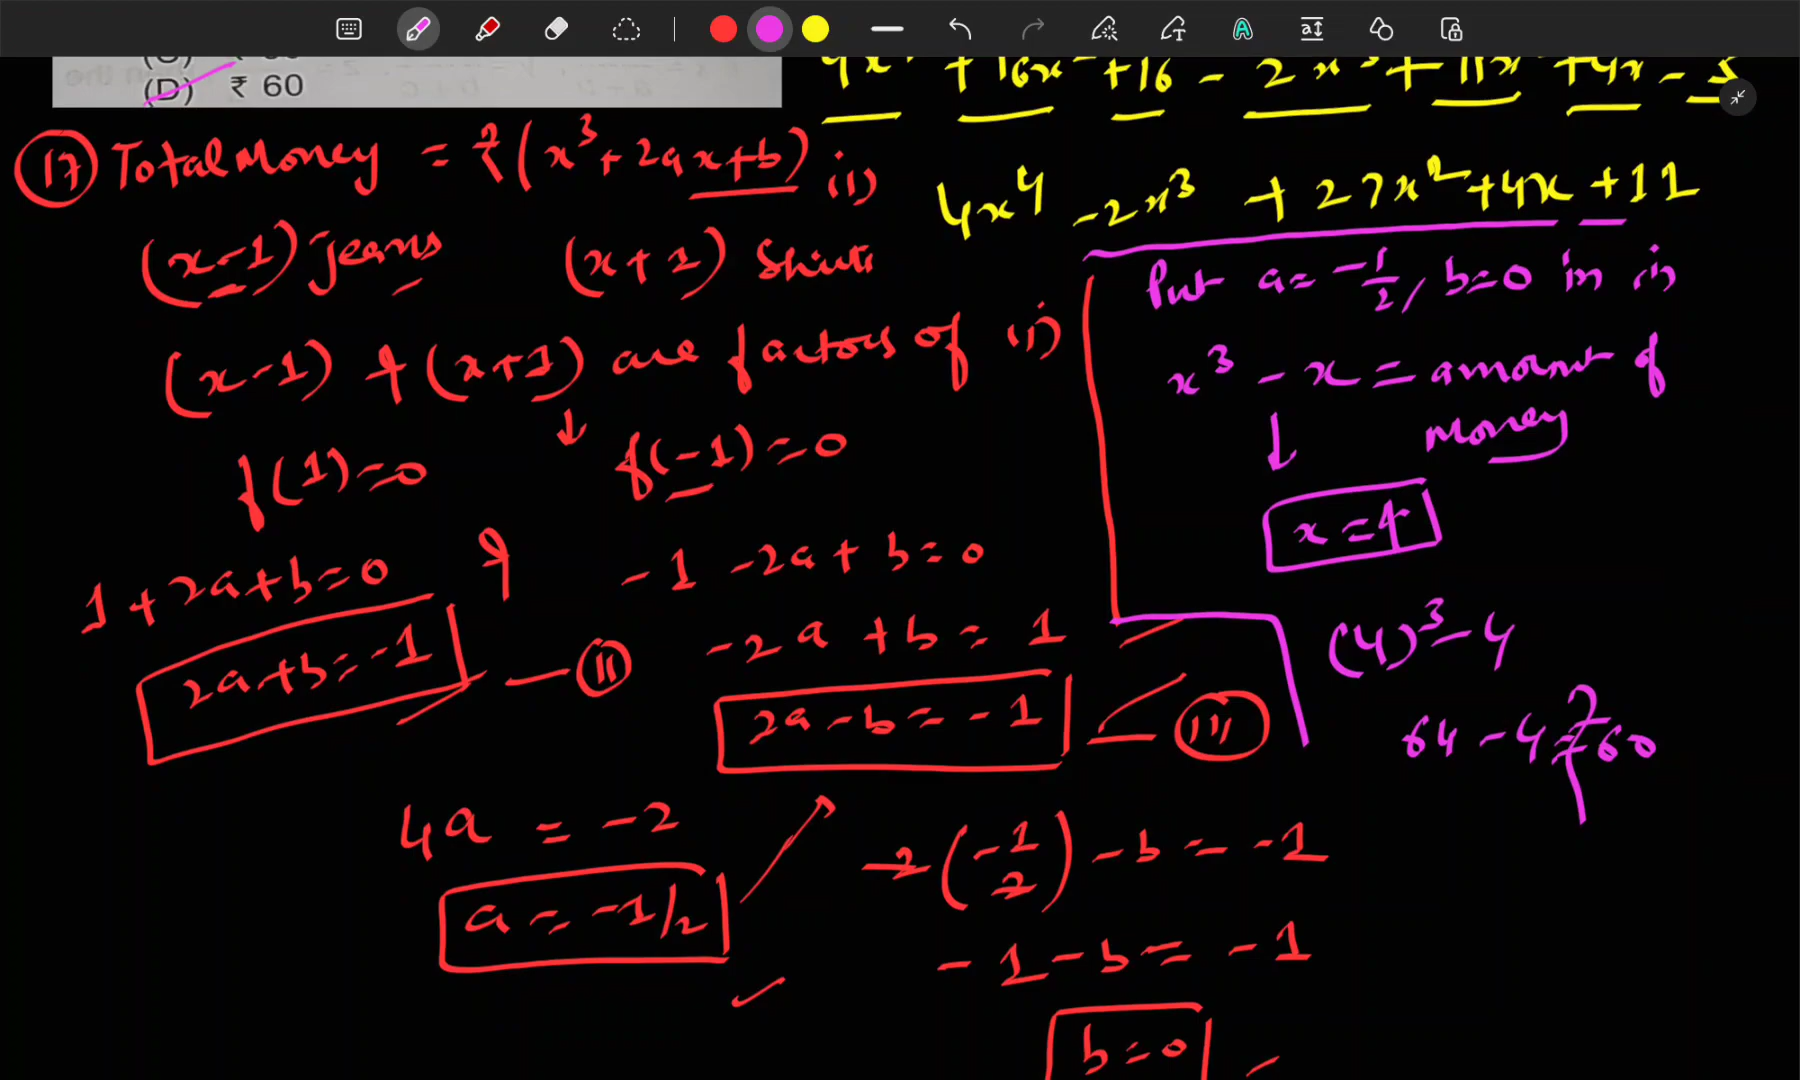 (D) ₹ 60
4x + 16x + 16 - 2x³ + 11x + 4x - 5
4x⁴ - 2x³ + 27x² + 4x + 11
(17) Total Money = ₹(x³ + 2ax + b) (i)
(x-1) jeans (x+1) Shirts
(x-1) & (x+1) are factors of (i)
f(1)=0 f(-1)=0
1+2a+b=0 & -1-2a+b=0
2a+b=-1 — (II) -2a+b=1
2a-b=-1 — (III)
4a = -2
a = -1/2
-2(-1/2) - b = -1
-1-b=-1
b=0
Put a=-1/2, b=0 in (i)
x³ - x = amount of
Money
↓
x=4
(4)³-4
64-4=₹60